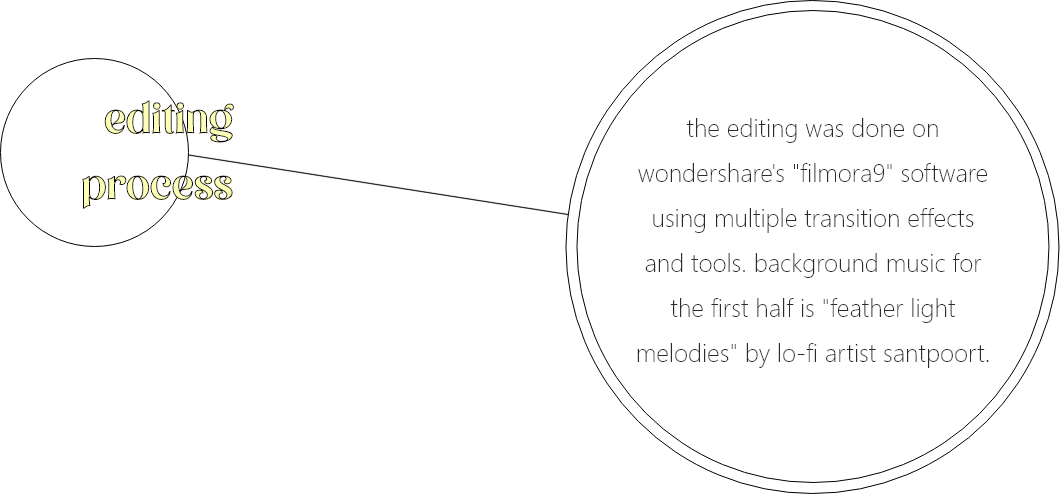 editing
process
the editing was done on
wondershare's "filmora9" software
using multiple transition effects
and tools. background music for
the first half is "feather light
melodies" by lo-fi artist santpoort.